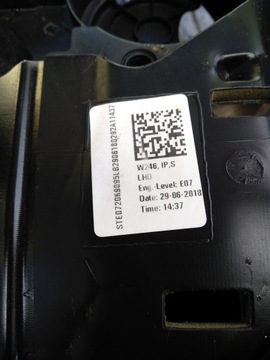 W246, IP,S
LHD
Eng.-Level: E07
Date: 29-06-2018
Time: 14:37